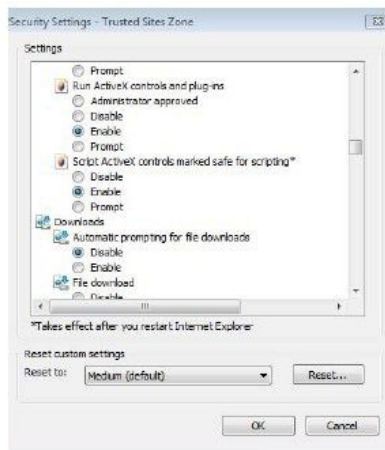 Security Settings - Trusted Sites Zone
Settings
Prompt
Run ActiveX controls and plug-ins
Administrator approved
Disable
Enable
Prompt
Script ActiveX controls marked safe for scripting*
Disable
Enable
Prompt
Downloads
Automatic prompting for file downloads
Disable
Enable
File download
Disable
*Takes effect after you restart Internet Explorer
Reset custom settings
Reset to: Medium (default) Reset...
OK Cancel